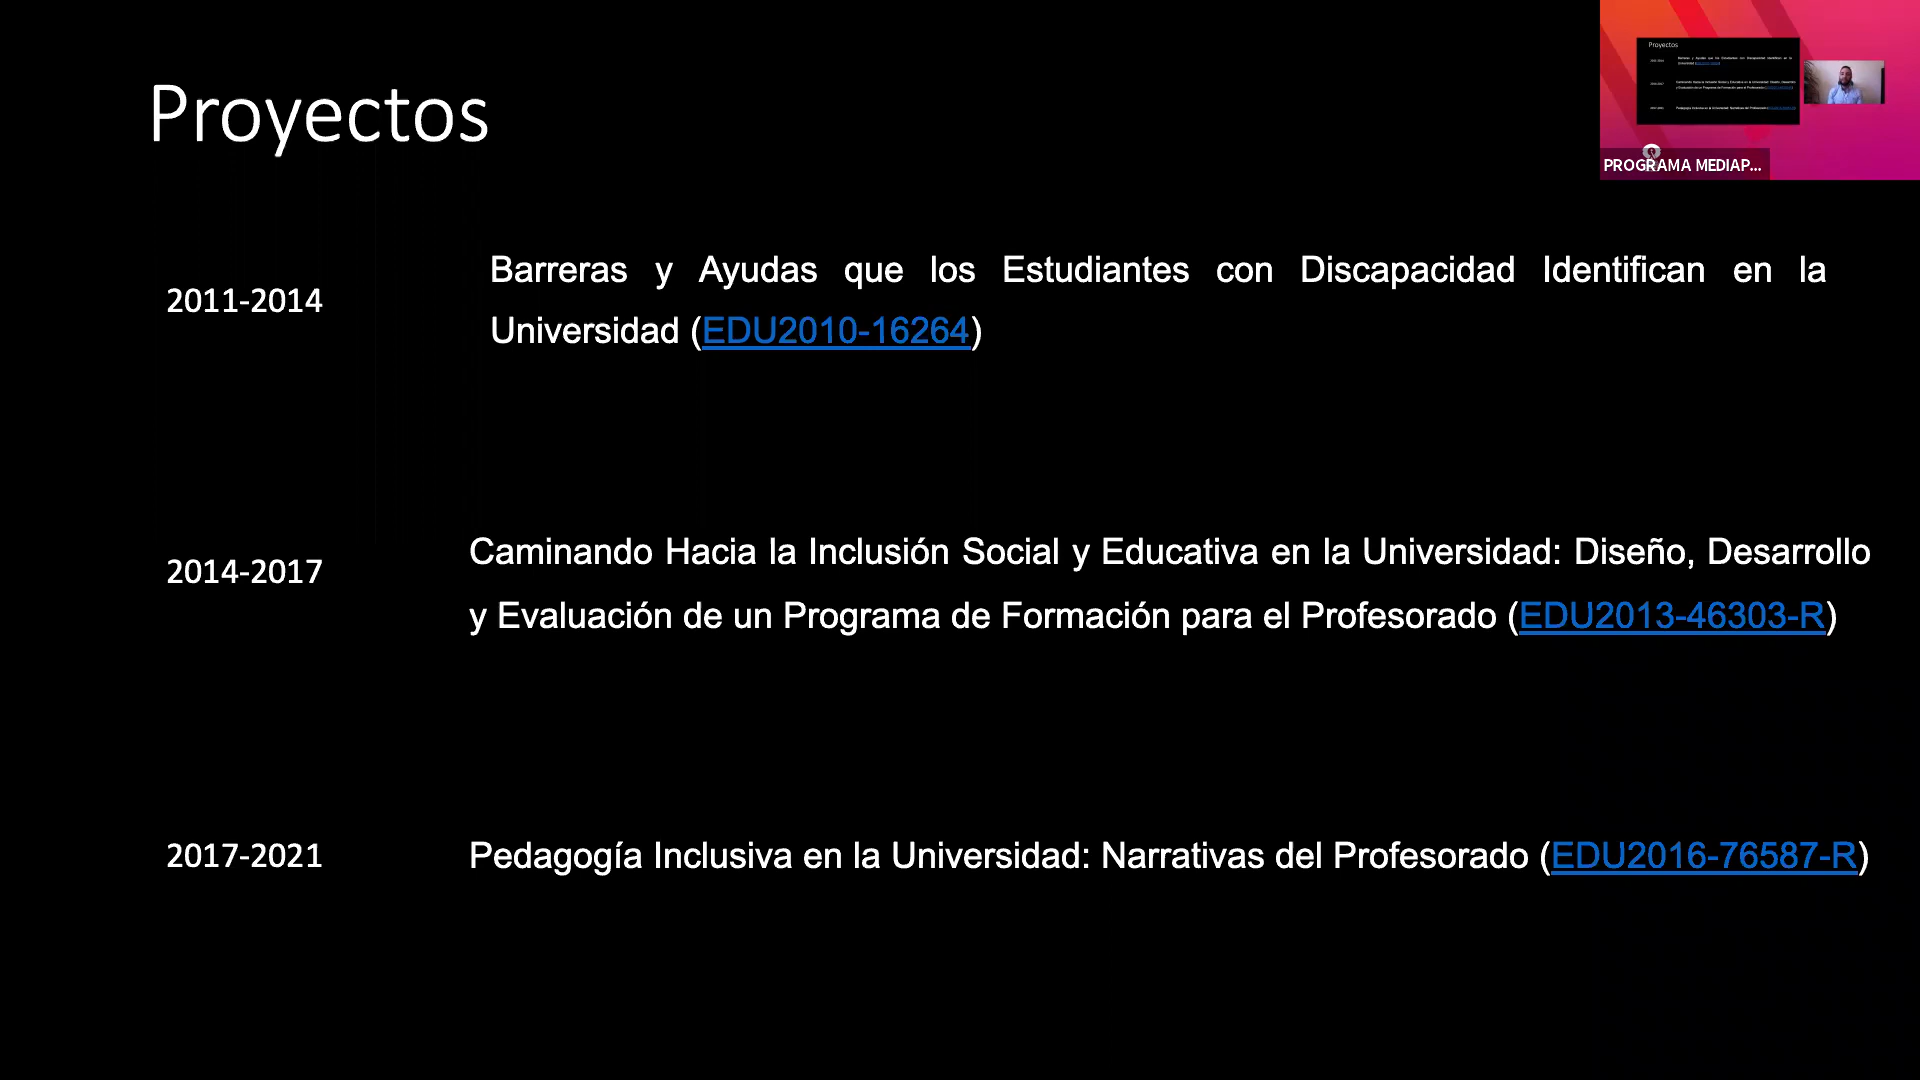 Proyectos
2011-2014
Barreras y Ayudas que los Estudiantes con Discapacidad Identifican en la
Universidad (EDU2010-16264)
2014-2017
Caminando Hacia la Inclusión Social y Educativa en la Universidad: Diseño, Desarrollo
y Evaluación de un Programa de Formación para el Profesorado (EDU2013-46303-R)
2017-2021
Pedagogía Inclusiva en la Universidad: Narrativas del Profesorado (EDU2016-76587-R)
Proyectos
PROGRAMA MEDIAP...